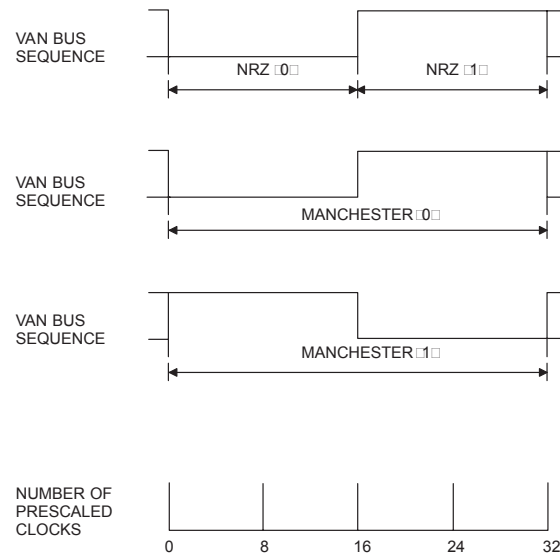 VAN BUS
SEQUENCE
NRZ □0□
NRZ □1□
VAN BUS
SEQUENCE
MANCHESTER □0□
VAN BUS
SEQUENCE
MANCHESTER □1□
NUMBER OF
PRESCALED
CLOCKS
0 8 16 24 32